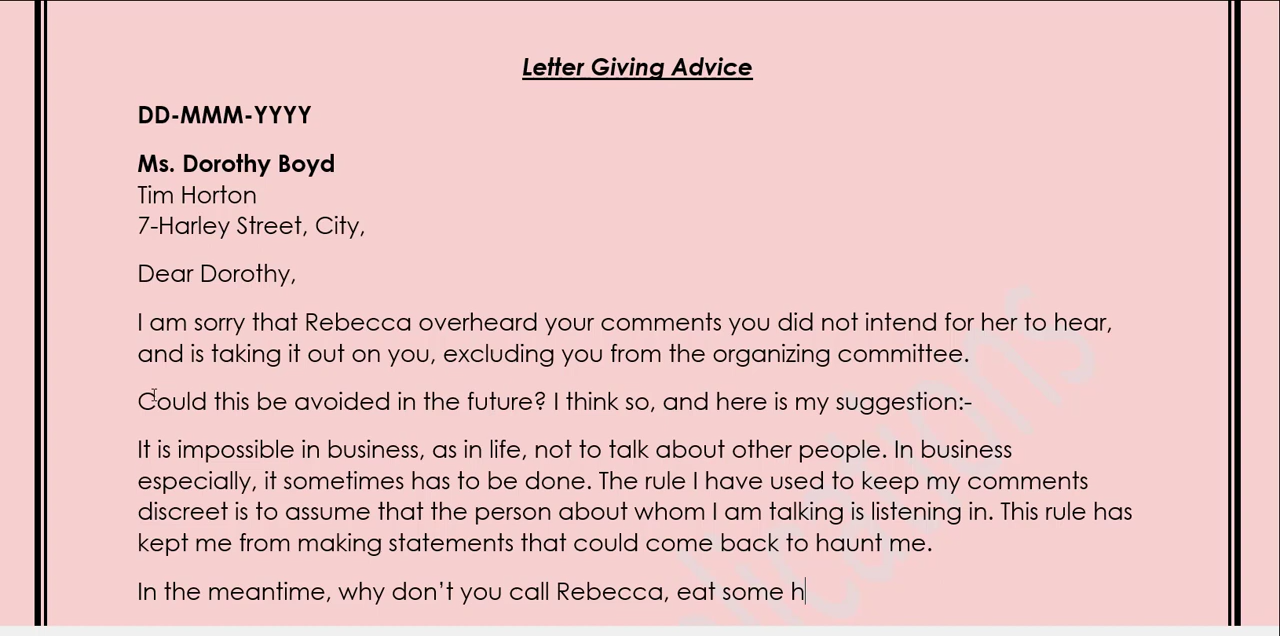 Letter Giving Advice
DD-MMM-YYYY
Ms. Dorothy Boyd
Tim Horton
7-Harley Street, City,
Dear Dorothy,
I am sorry that Rebecca overheard your comments you did not intend for her to hear,
and is taking it out on you, excluding you from the organizing committee.
Could this be avoided in the future? I think so, and here is my suggestion:-
It is impossible in business, as in life, not to talk about other people. In business
especially, it sometimes has to be done. The rule I have used to keep my comments
discreet is to assume that the person about whom I am talking is listening in. This rule has
kept me from making statements that could come back to haunt me.
In the meantime, why don’t you call Rebecca, eat some h